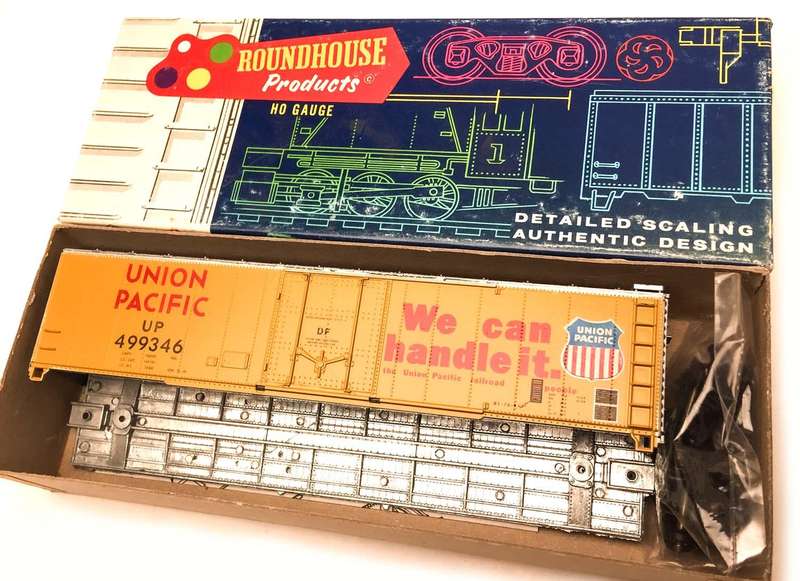 ROUNDHOUSE
Products ©
HO GAUGE
1
DETAILED SCALING
AUTHENTIC DESIGN
UNION
PACIFIC
UP
499346
DF
We can
handle it.
the Union Pacific railroad people
UNION
PACIFIC